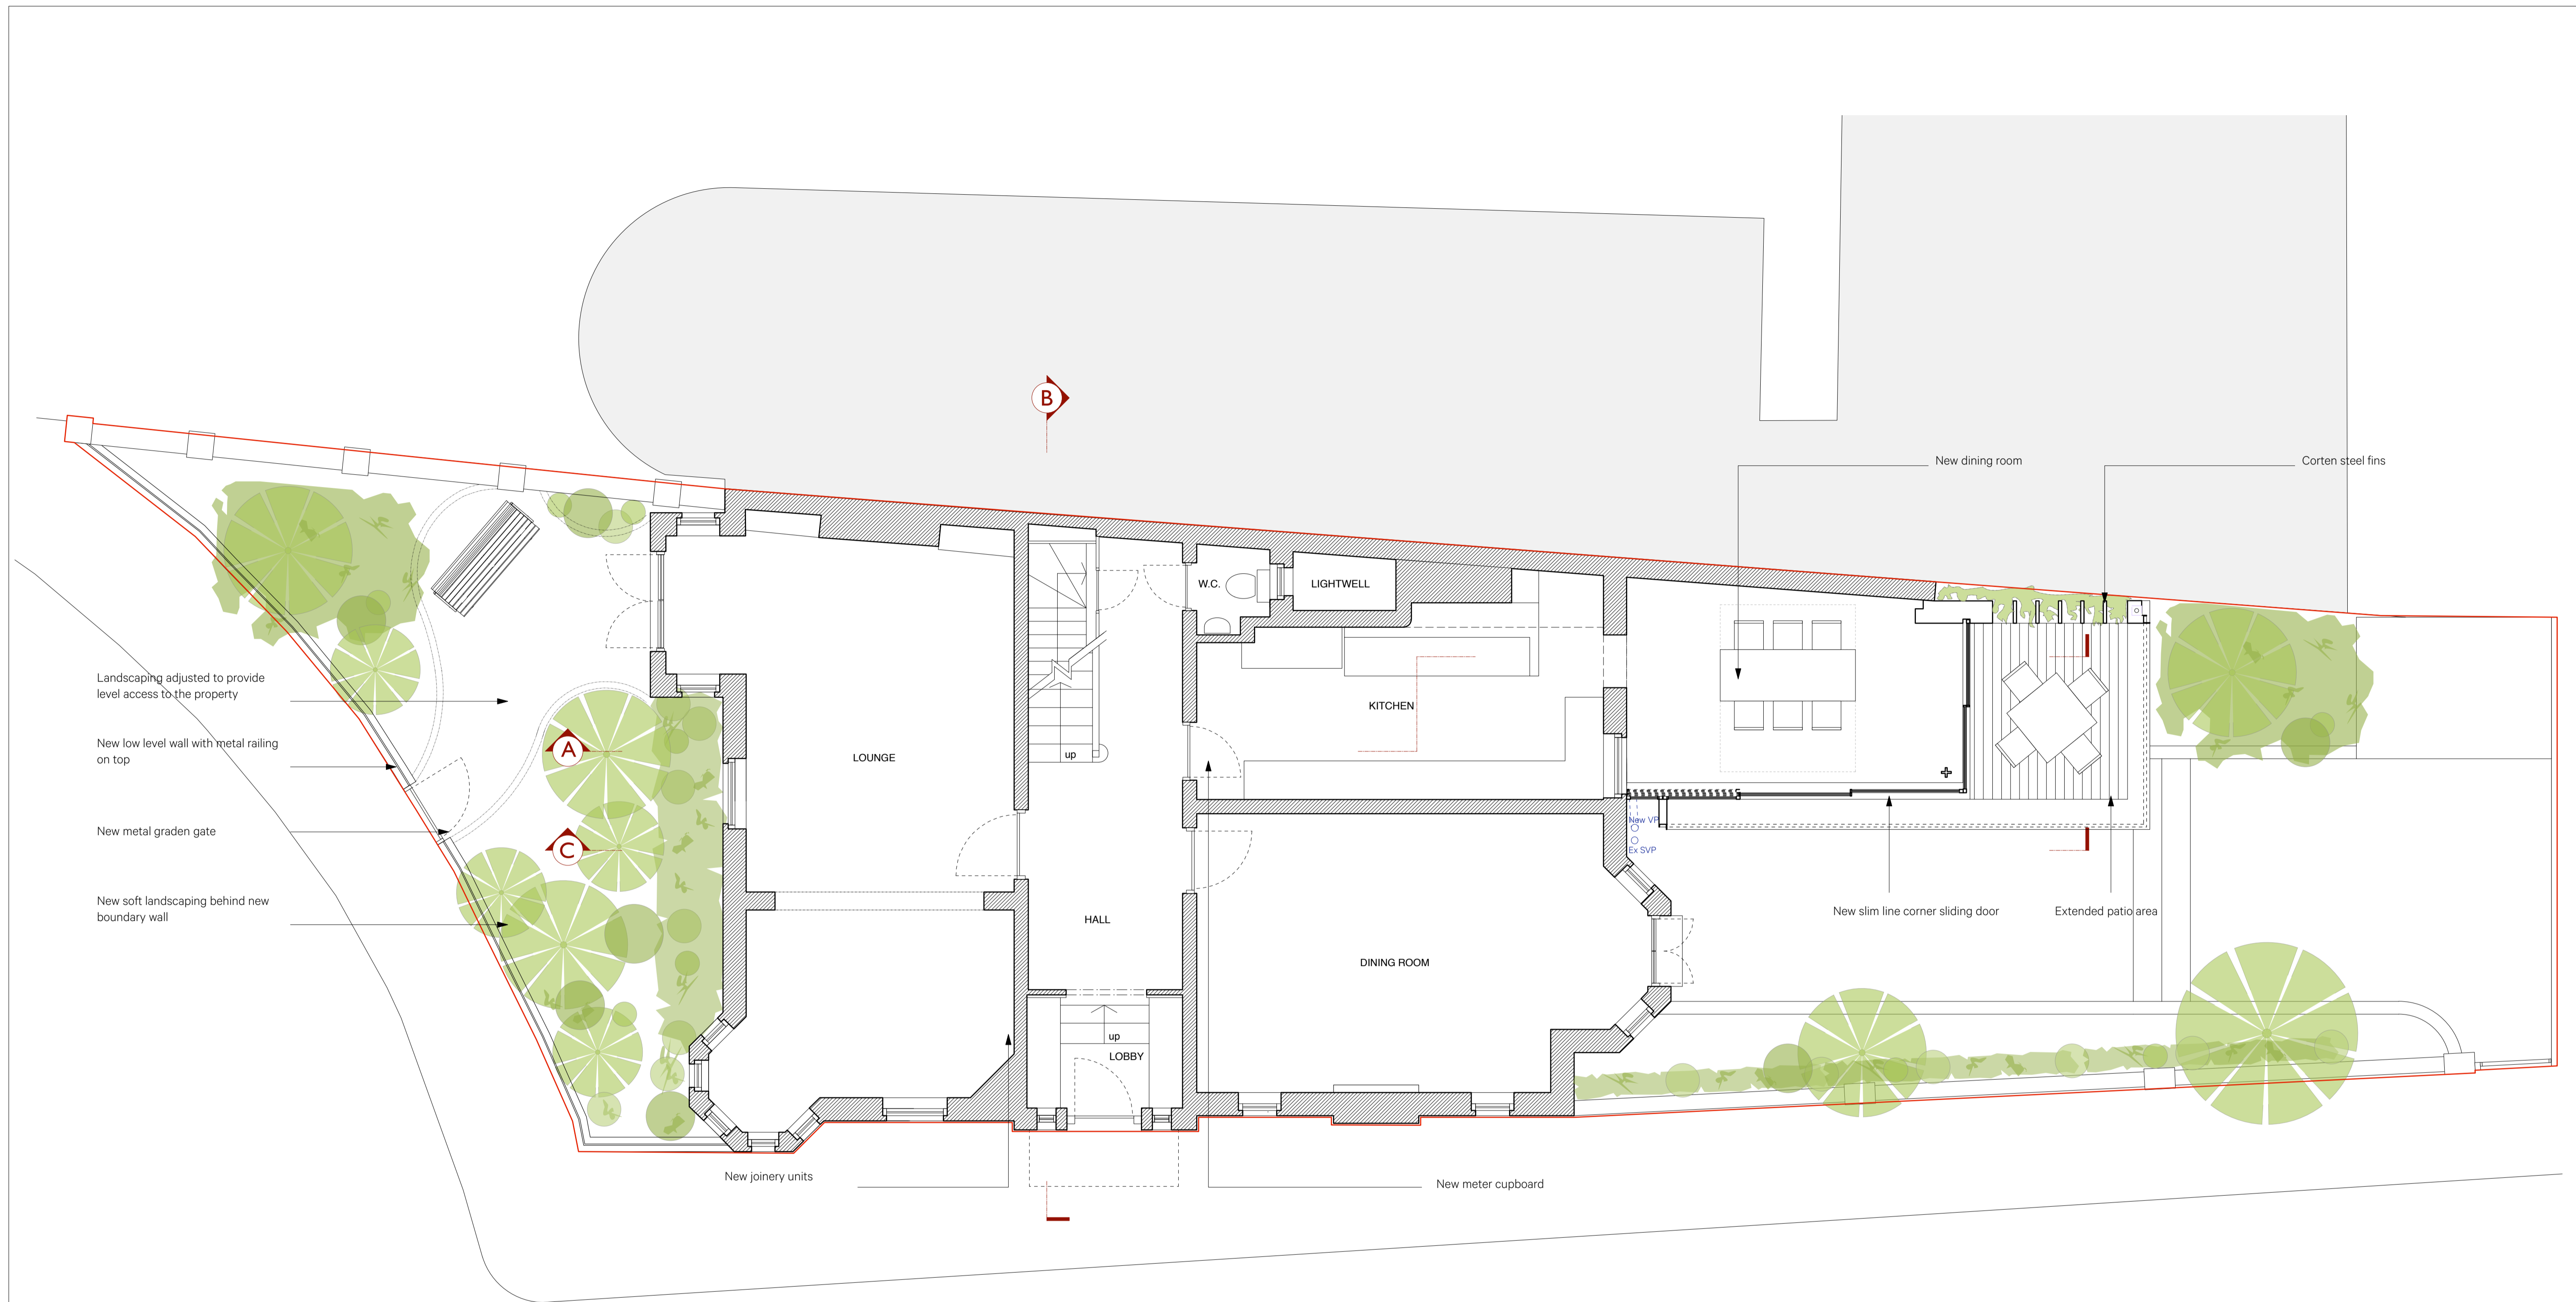 B
New dining room
Corten steel fins
W.C.
LIGHTWELL
Landscaping adjusted to provide
level access to the property
KITCHEN
New low level wall with metal railing
on top
A
up
LOUNGE
New metal graden gate
New VP
C
Ex SVP
New soft landscaping behind new
boundary wall
HALL
New slim line corner sliding door
Extended patio area
DINING ROOM
up
LOBBY
New joinery units
New meter cupboard